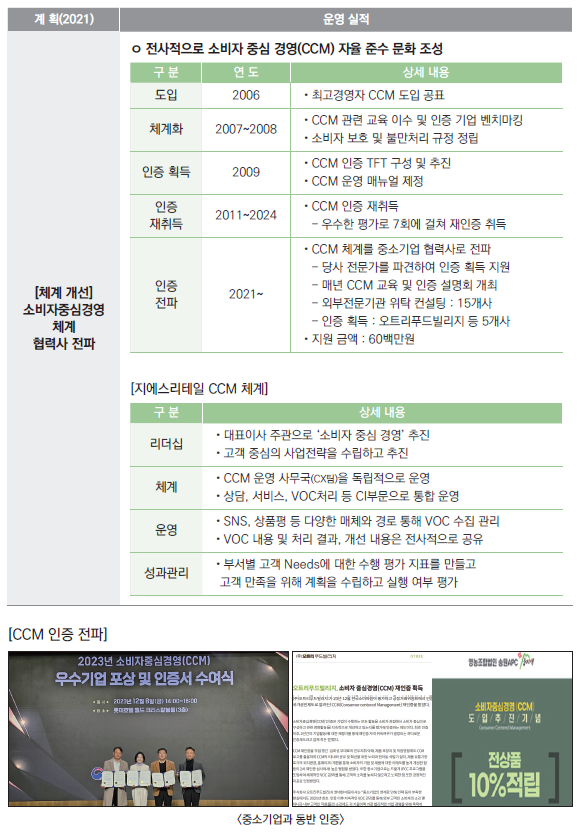 계 획(2021)
운영 실적
[체계 개선]
소비자중심경영
체계
협력사 전파
ㅇ 전사적으로 소비자 중심 경영(CCM) 자율 준수 문화 조성
구 분 연 도 상세 내용
도입 2006 • 최고경영자 CCM 도입 공표
체계화 2007~2008 • CCM 관련 교육 이수 및 인증 기업 벤치마킹
• 소비자 보호 및 불만처리 규정 정립
인증 획득 2009 • CCM 인증 TFT 구성 및 추진
• CCM 운영 매뉴얼 제정
인증
재취득
2011~2024
• CCM 인증 재취득
– 우수한 평가로 7회에 걸쳐 재인증 취득
인증
전파
2021~
• CCM 체계를 중소기업 협력사로 전파
– 당사 전문가를 파견하여 인증 획득 지원
– 매년 CCM 교육 및 인증 설명회 개최
– 외부전문기관 위탁 컨설팅 : 15개사
– 인증 획득 : 오트리푸드빌리지 등 5개사
• 지원 금액 : 60백만원
[지에스리테일 CCM 체계]
구 분 상세 내용
리더십 • 대표이사 주관으로 ‘소비자 중심 경영’ 추진
• 고객 중심의 사업전략을 수립하고 추진
체계 • CCM 운영 사무국(CX팀)을 독립적으로 운영
• 상담, 서비스, VOC처리 등 CI부문으로 통합 운영
운영 • SNS, 상품평 등 다양한 매체와 경로 통해 VOC 수집 관리
• VOC 내용 및 처리 결과, 개선 내용은 전사적으로 공유
성과관리 • 부서별 고객 Needs에 대한 수행 평가 지표를 만들고
고객 만족을 위해 계획을 수립하고 실행 여부 평가
[CCM 인증 전파]
2023년 소비자중심경영(CCM)
우수기업 포상 및 인증서 수여식
2023년 12월 8일(금) 14:00~16:00
오트리푸드빌리지, 소비자 중심경영(CCM) 재인증 획득
영농조합법인 송원APC
소비자중심경영(CCM)
Consumer Centered Management
도입추진기념
전상품
10%적립
<중소기업과 동반 인증>